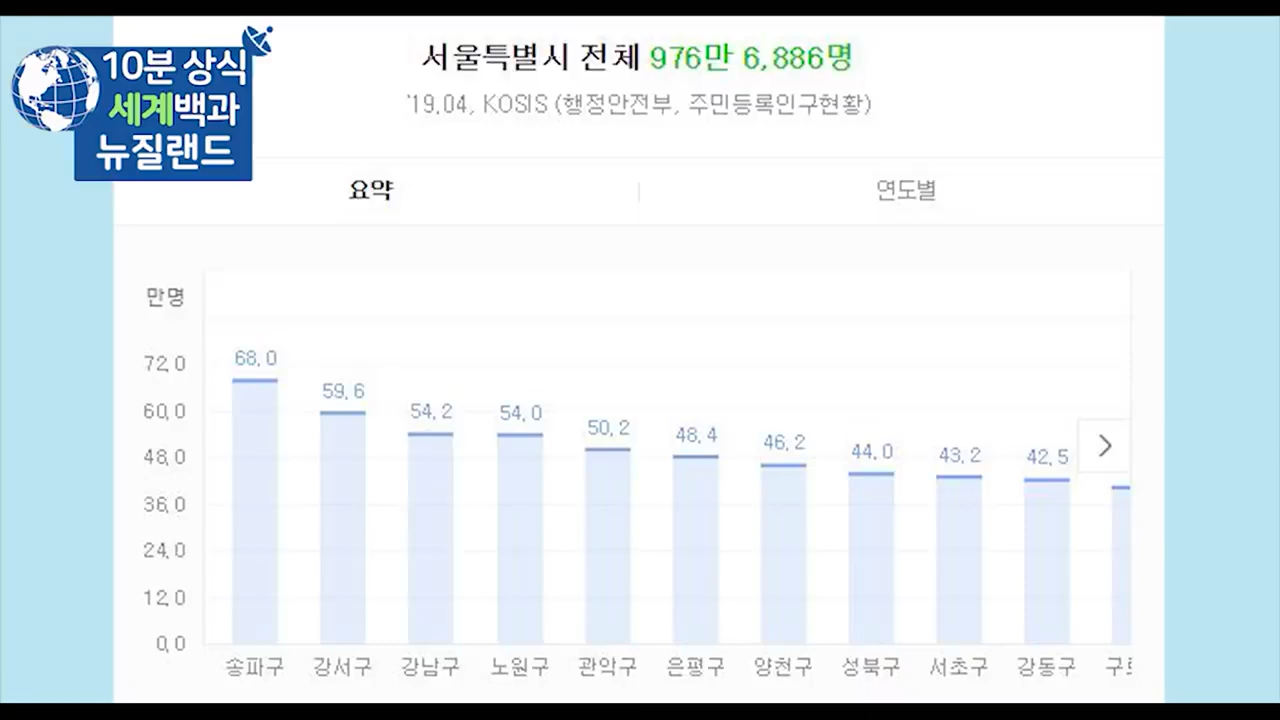 10분 상식
세계백과
뉴질랜드
서울특별시 전체 976만 6,886명
'19.04, KOSIS (행정안전부, 주민등록인구현황)
요약
연도별
만명
72.0
60.0
48.0
36.0
24.0
12.0
0.0
68.0
59.6
54.2
54.0
50.2
48.4
46.2
44.0
43.2
42.5
송파구 강서구 강남구 노원구 관악구 은평구 양천구 성북구 서초구 강동구